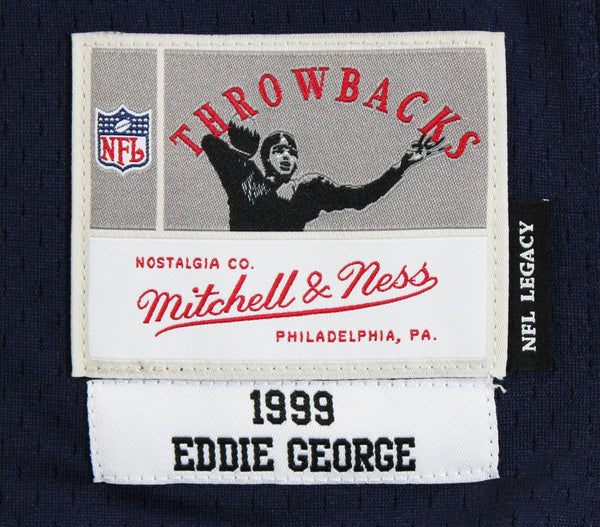 THROWBACKS
NFL
NOSTALGIA CO.
Mitchell & Ness
PHILADELPHIA, PA.
NFL LEGACY
1999
EDDIE GEORGE